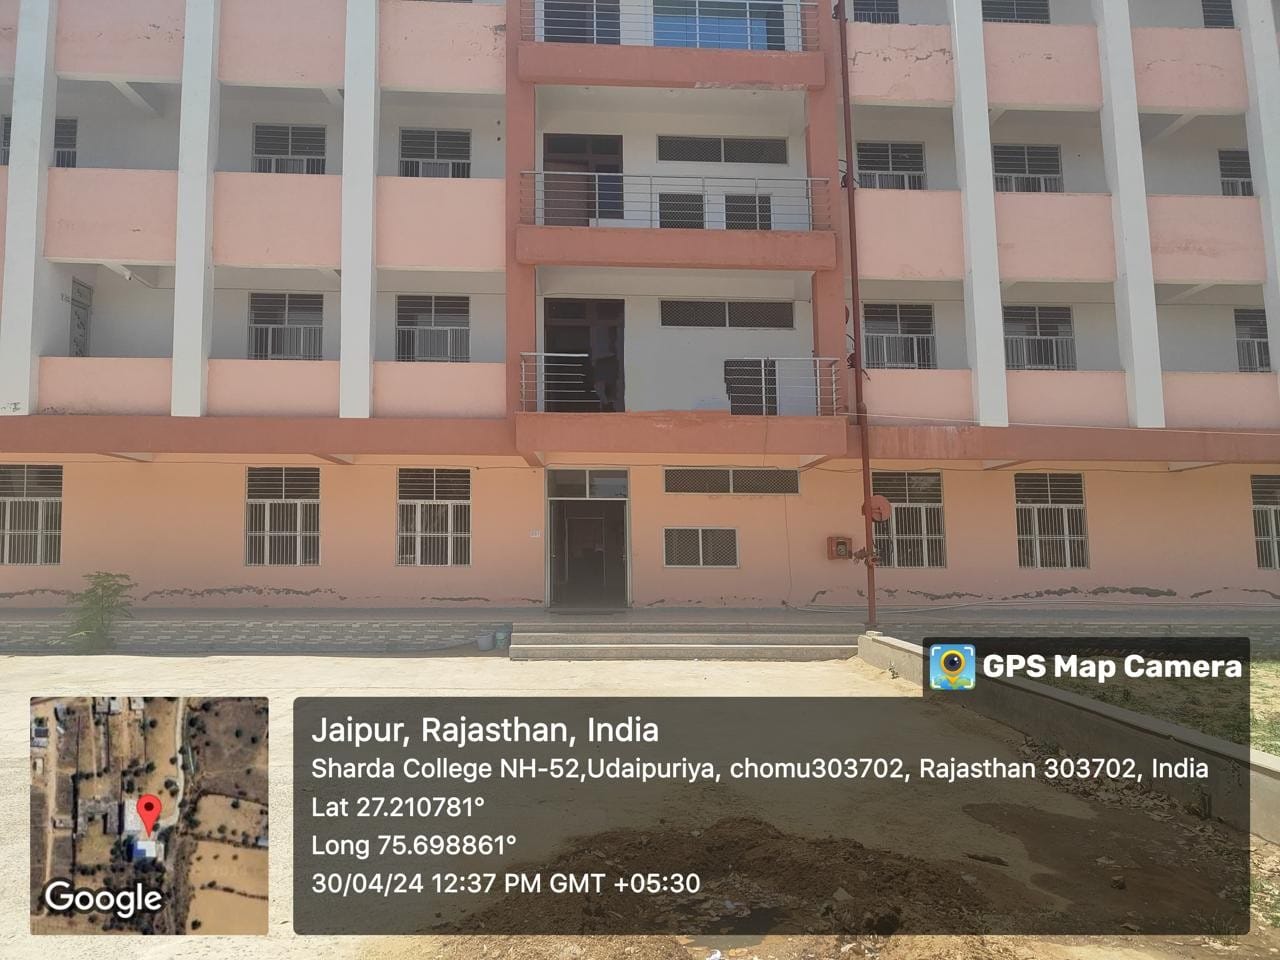 GPS Map Camera
Jaipur, Rajasthan, India
Sharda College NH-52,Udaipuriya, chomu303702, Rajasthan 303702, India
Lat 27.210781°
Long 75.698861°
30/04/24 12:37 PM GMT +05:30
Google